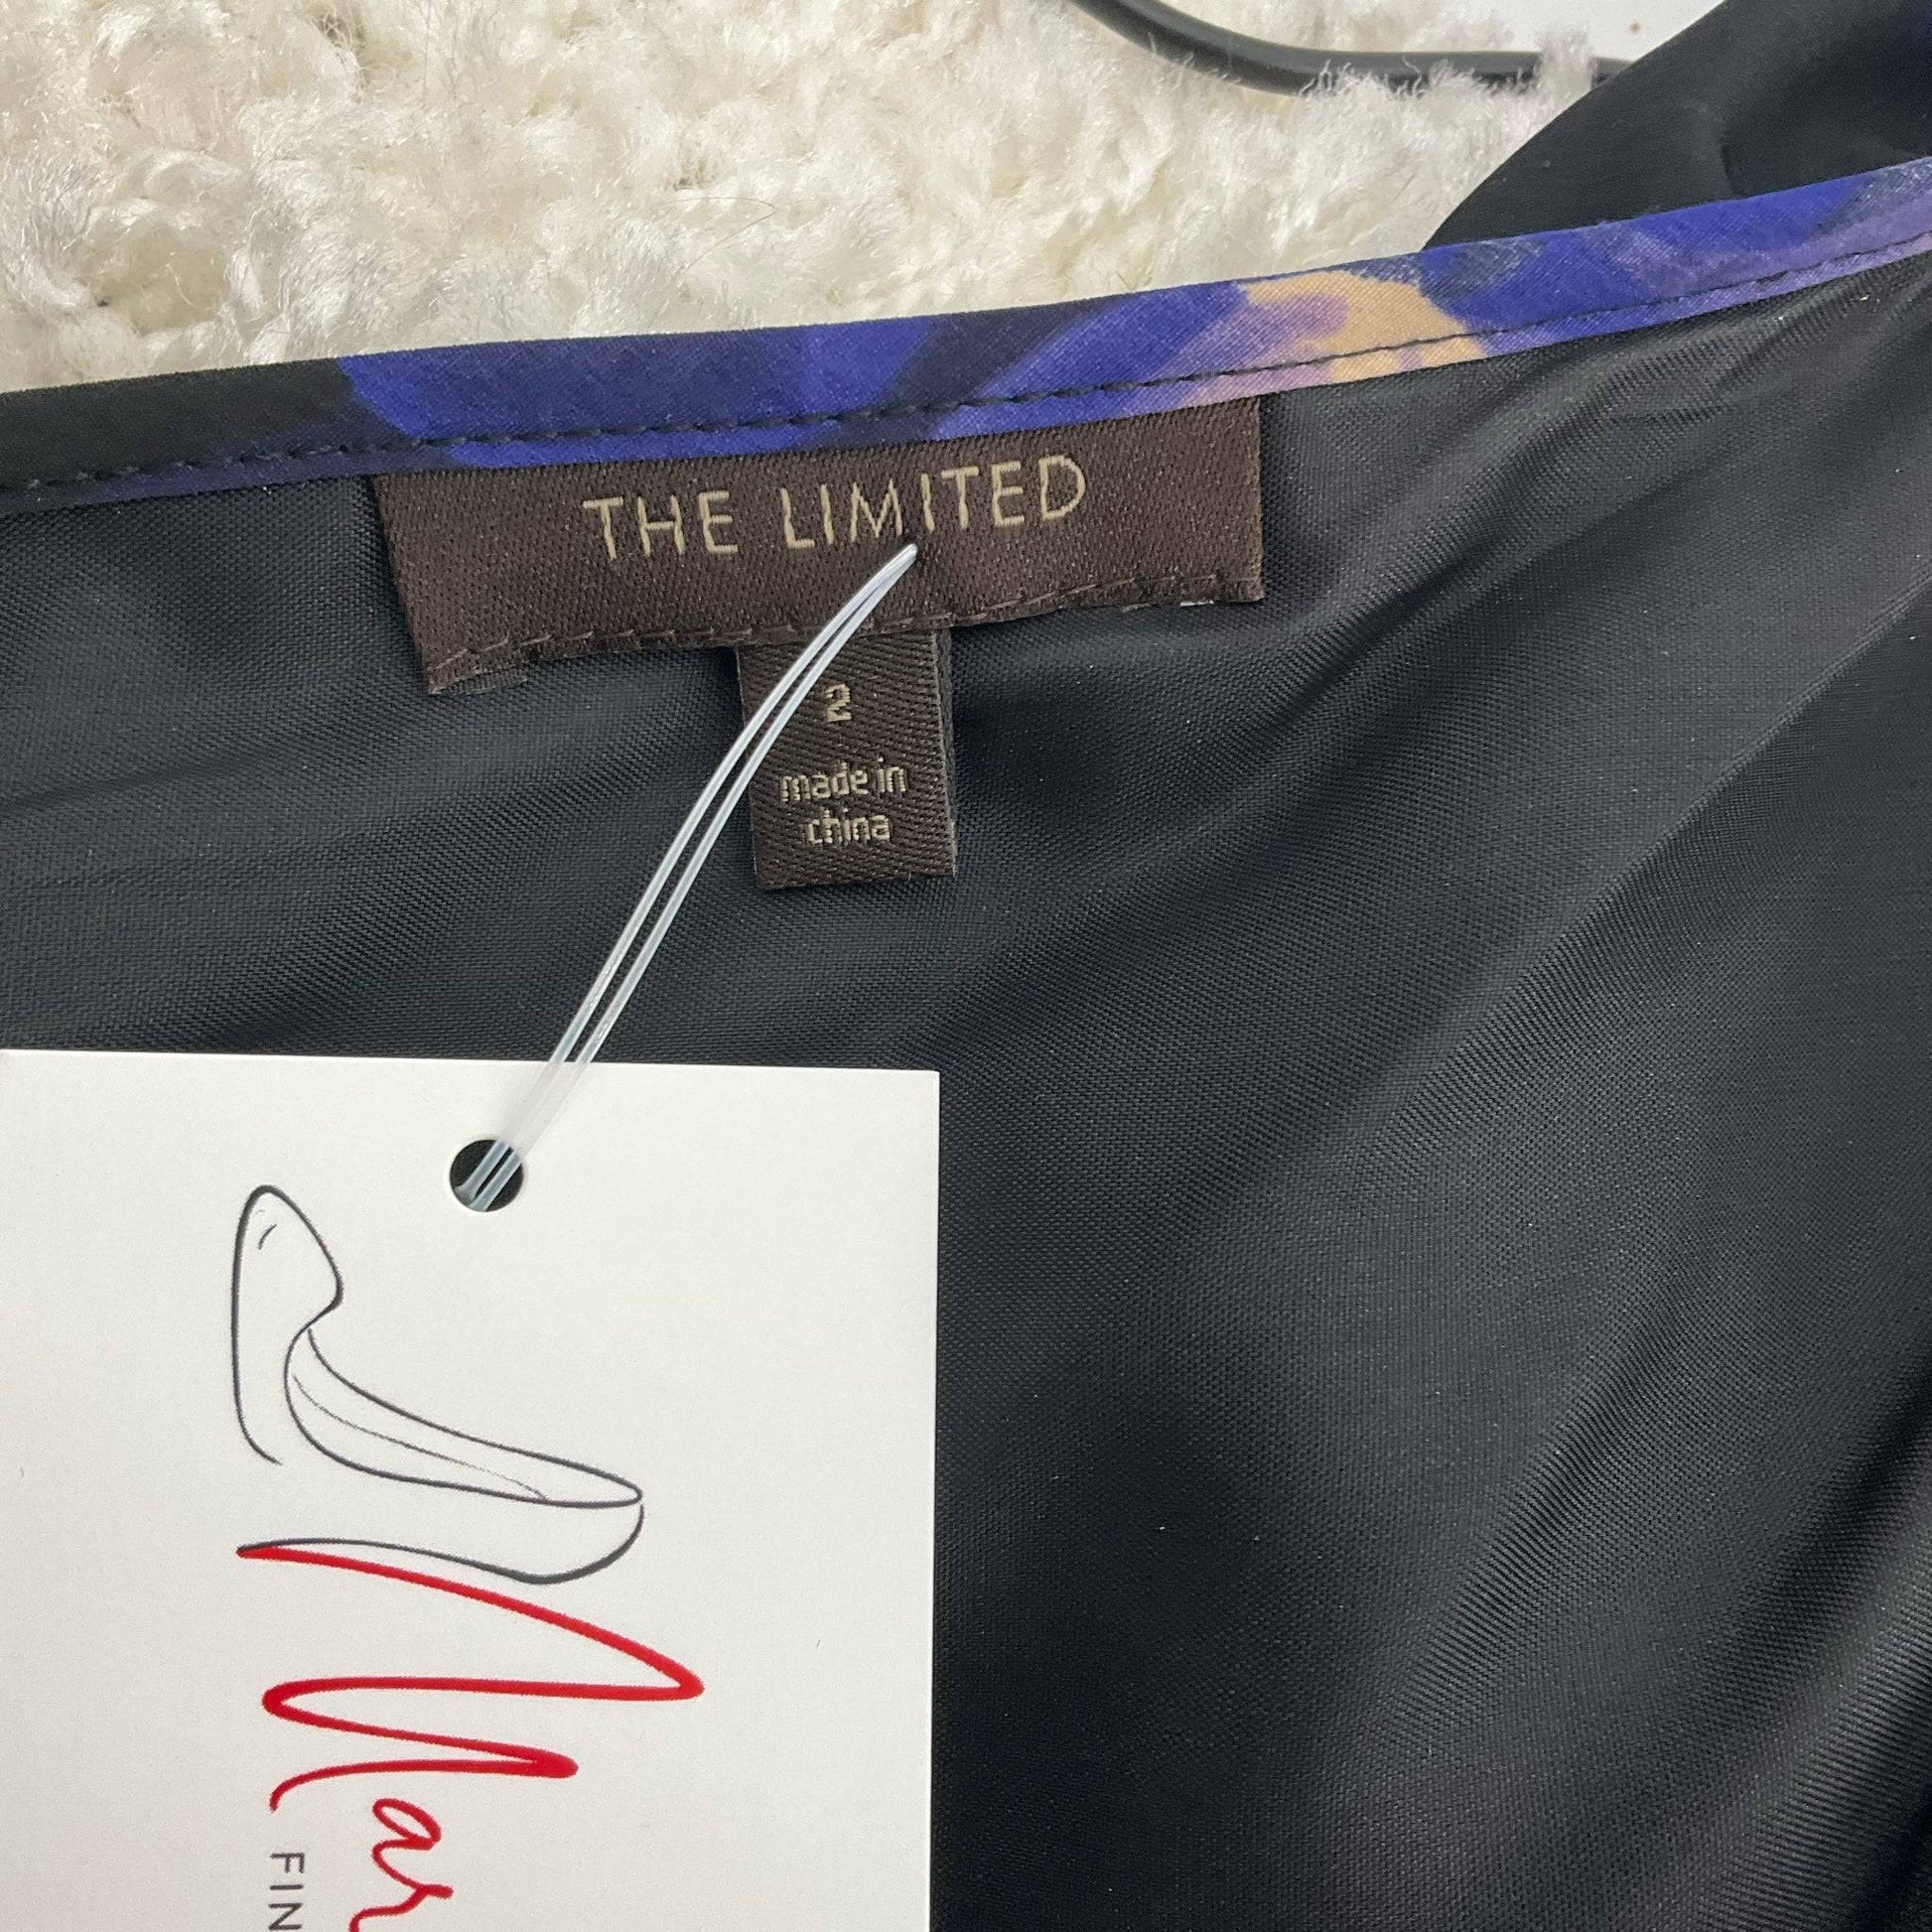 THE LIMITED
2
made in
china
Mar
FIN